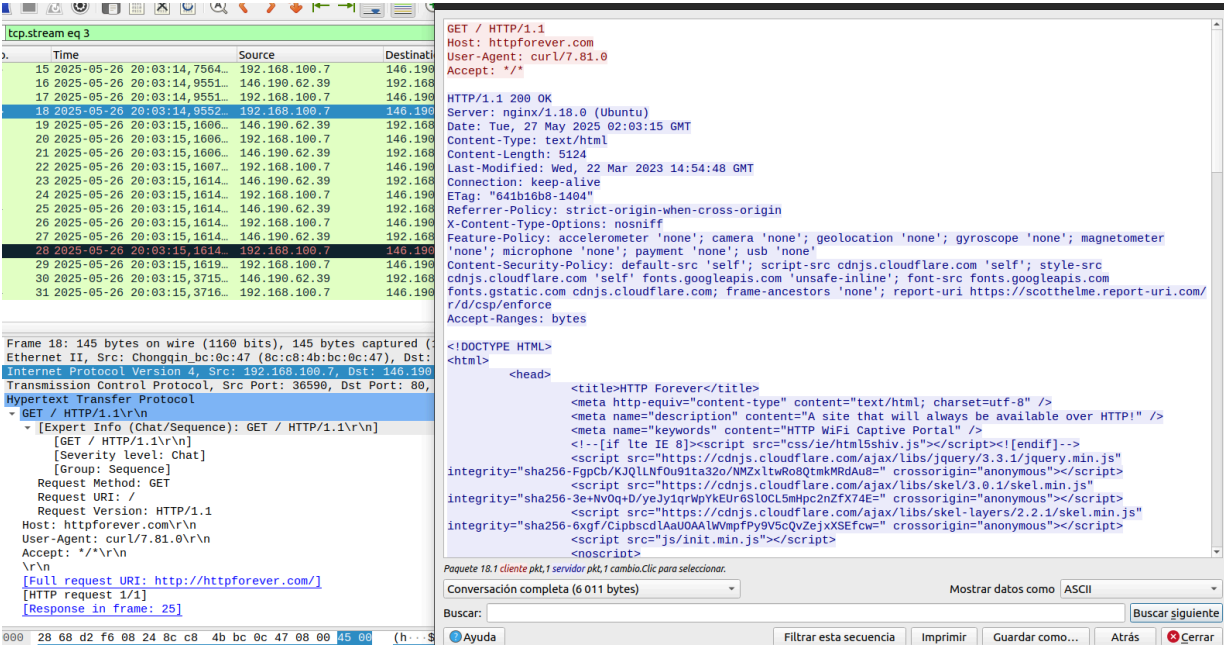 tcp.stream eq 3
Time Source
15 2025-05-26 20:03:14,7564… 192.168.100.7 146.190
16 2025-05-26 20:03:14,9551… 146.190.62.39 192.168
17 2025-05-26 20:03:14,9551… 192.168.100.7 146.190
18 2025-05-26 20:03:14,9552… 192.168.100.7 146.190
19 2025-05-26 20:03:15,1606… 146.190.62.39 192.168
20 2025-05-26 20:03:15,1606… 192.168.100.7 146.190
21 2025-05-26 20:03:15,1606… 146.190.62.39 192.168
22 2025-05-26 20:03:15,1607… 192.168.100.7 146.190
23 2025-05-26 20:03:15,1614… 146.190.62.39 192.168
24 2025-05-26 20:03:15,1614… 192.168.100.7 146.190
25 2025-05-26 20:03:15,1614… 146.190.62.39 192.168
26 2025-05-26 20:03:15,1614… 192.168.100.7 146.190
27 2025-05-26 20:03:15,1614… 146.190.62.39 192.168
28 2025-05-26 20:03:15,1614… 192.168.100.7 146.190
29 2025-05-26 20:03:15,1619… 192.168.100.7 146.190
30 2025-05-26 20:03:15,3715… 146.190.62.39 192.168
31 2025-05-26 20:03:15,3716… 192.168.100.7 146.190
Frame 18: 145 bytes on wire (1160 bits), 145 bytes captured
Ethernet II, Src: Chongqin_bc:0c:47 (8c:c8:4b:bc:0c:47), Dst:
Internet Protocol Version 4, Src: 192.168.100.7, Dst: 146.190
Transmission Control Protocol, Src Port: 36590, Dst Port: 80,
Hypertext Transfer Protocol
GET / HTTP/1.1\r\n
[Expert Info (Chat/Sequence): GET / HTTP/1.1\r\n]
[GET / HTTP/1.1\r\n]
[Severity level: Chat]
[Group: Sequence]
Request Method: GET
Request URI: /
Request Version: HTTP/1.1
Host: httpforever.com\r\n
User-Agent: curl/7.81.0\r\n
Accept: */*\r\n
\r\n
[Full request URI: http://httpforever.com/]
[HTTP request 1/1]
[Response in frame: 25]
000 28 68 d2 f6 08 24 8c c8 4b bc 0c 47 08 00 45 00 (h···$
GET / HTTP/1.1
Host: httpforever.com
User-Agent: curl/7.81.0
Accept: */*
HTTP/1.1 200 OK
Server: nginx/1.18.0 (Ubuntu)
Date: Tue, 27 May 2025 02:03:15 GMT
Content-Type: text/html
Content-Length: 5124
Last-Modified: Wed, 22 Mar 2023 14:54:48 GMT
Connection: keep-alive
ETag: "641b16b8-1404"
Referrer-Policy: strict-origin-when-cross-origin
X-Content-Type-Options: nosniff
Feature-Policy: accelerometer 'none'; camera 'none'; geolocation 'none'; gyroscope 'none'; magnetometer
'none'; microphone 'none'; payment 'none'; usb 'none'
Content-Security-Policy: default-src 'self'; script-src cdnjs.cloudflare.com 'self'; style-src
cdnjs.cloudflare.com 'self' fonts.googleapis.com 'unsafe-inline'; font-src fonts.googleapis.com
fonts.gstatic.com cdnjs.cloudflare.com; frame-ancestors 'none'; report-uri https://scotthelme.report-uri.com/
r/d/csp/enforce
Accept-Ranges: bytes
<!DOCTYPE HTML>
<html>
<head>
<title>HTTP Forever</title>
<meta http-equiv="content-type" content="text/html; charset=utf-8" />
<meta name="description" content="A site that will always be available over HTTP!" />
<meta name="keywords" content="HTTP WiFi Captive Portal" />
<!--[if lte IE 8]><script src="css/ie/html5shiv.js"></script><![endif]-->
<script src="https://cdnjs.cloudflare.com/ajax/libs/jquery/3.3.1/jquery.min.js"
integrity="sha256-FgpCb/KJQlLNfOu91ta32o/NMZxltwRo8QtmkMRdAu8=" crossorigin="anonymous"></script>
<script src="https://cdnjs.cloudflare.com/ajax/libs/skel/3.0.1/skel.min.js"
integrity="sha256-3e+NvOq+D/yeJy1qrWpYkEUr6SlOCL5mHpc2nZfX74E=" crossorigin="anonymous"></script>
<script src="https://cdnjs.cloudflare.com/ajax/libs/skel-layers/2.2.1/skel.min.js"
integrity="sha256-6xgf/CipbscdlAaUOAAlWVmpfPy9V5cQvZejxXSEfcw=" crossorigin="anonymous"></script>
<script src="js/init.min.js"></script>
<noscript>
Paquete 18.1 cliente pkt,1 servidor pkt,1 cambio.Clic para seleccionar.
Conversación completa (6 011 bytes) Mostrar datos como ASCII
Buscar: Buscar siguiente
Ayuda Filtrar esta secuencia Imprimir Guardar como… Atrás Cerrar